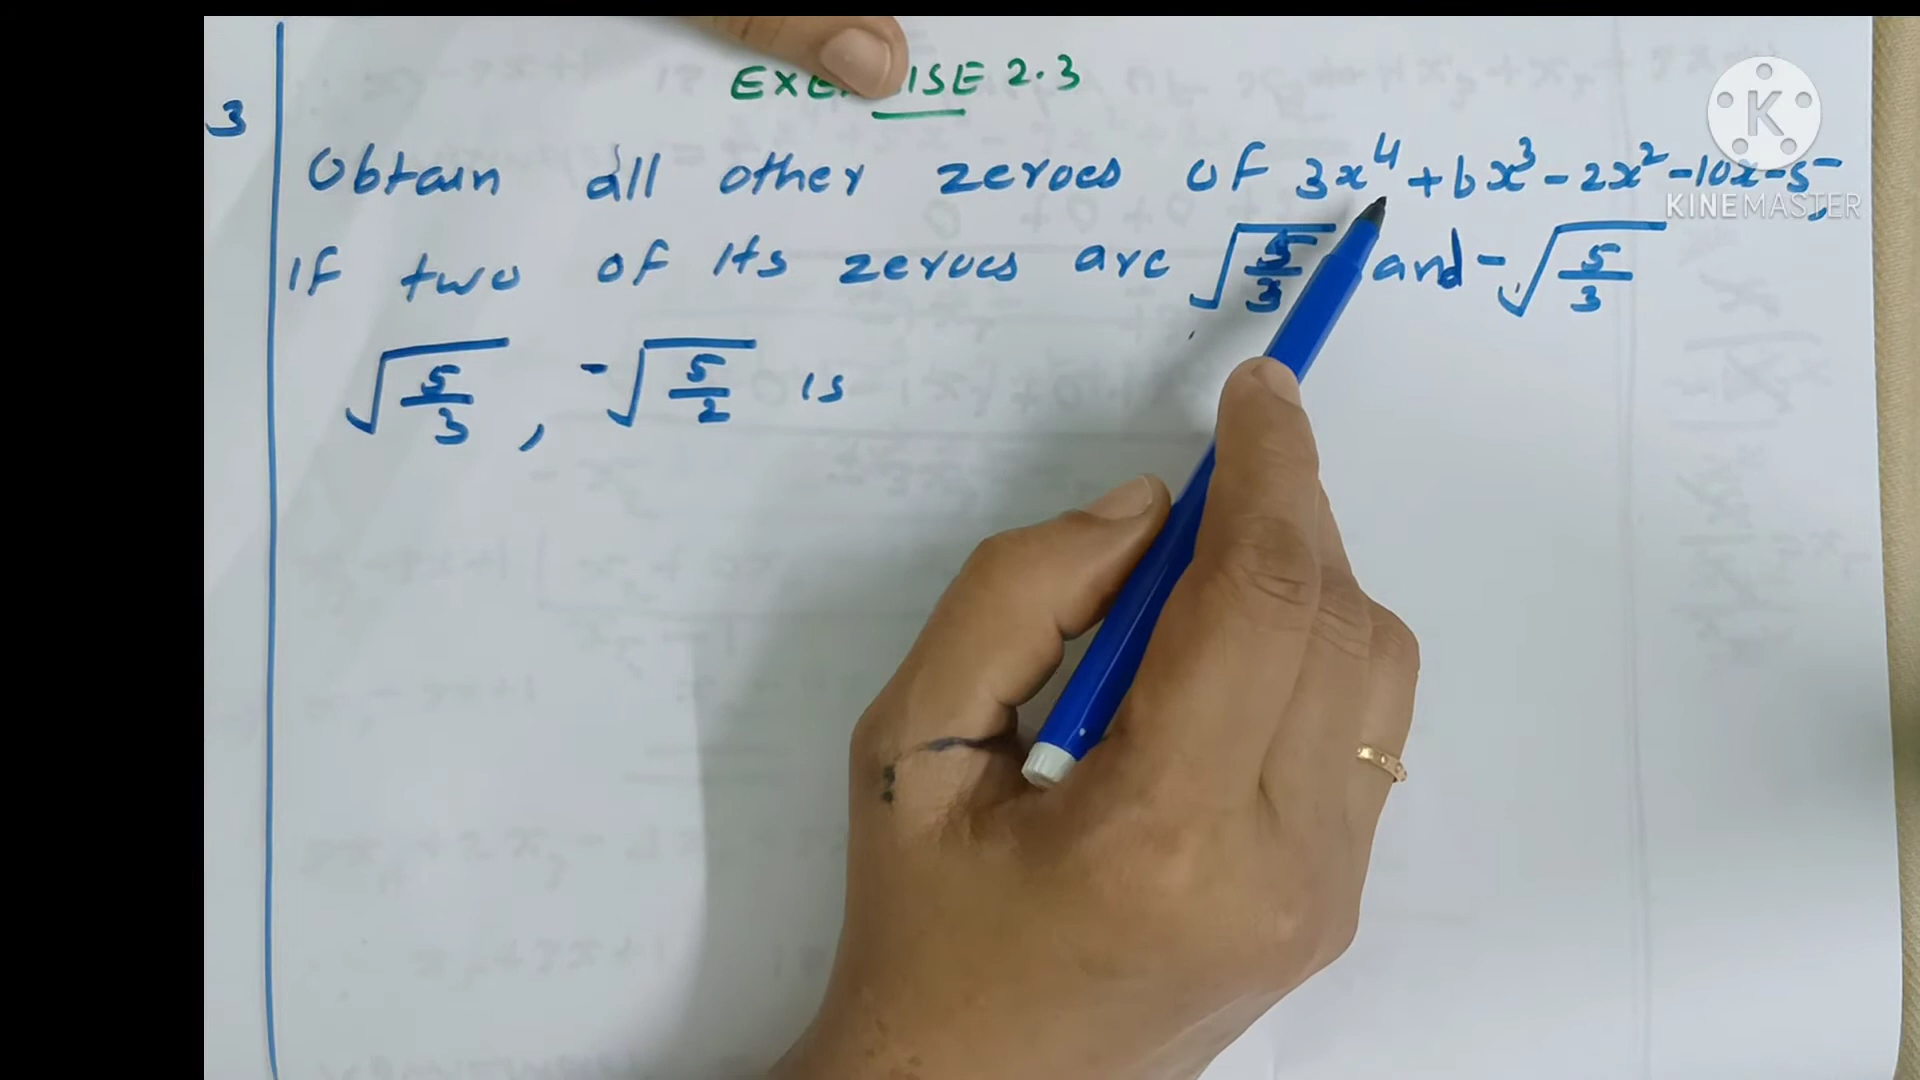 EXERCISE 2.3
3
Obtain all other zeroes of 3x⁴ + 6x³ - 2x² - 10x - 5,
if two of its zeroes are √(5/3) and -√(5/3)
√(5/3), -√(5/2) is
K
KINEMASTER